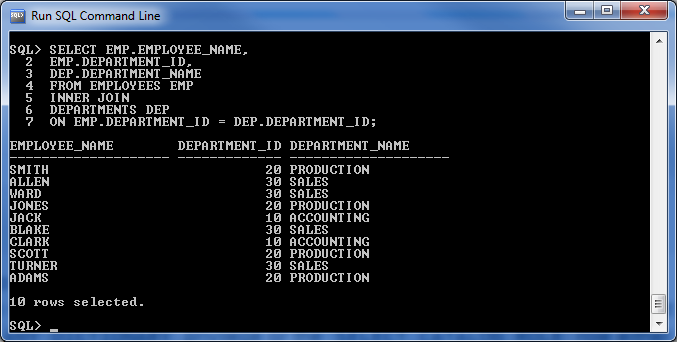 Run SQL Command Line
SQL> SELECT EMP.EMPLOYEE_NAME,
2 EMP.DEPARTMENT_ID,
3 DEP.DEPARTMENT_NAME
4 FROM EMPLOYEES EMP
5 INNER JOIN
6 DEPARTMENTS DEP
7 ON EMP.DEPARTMENT_ID = DEP.DEPARTMENT_ID;
EMPLOYEE_NAME DEPARTMENT_ID DEPARTMENT_NAME
-------------------- ------------- --------------------
SMITH 20 PRODUCTION
ALLEN 30 SALES
WARD 30 SALES
JONES 20 PRODUCTION
JACK 10 ACCOUNTING
BLAKE 30 SALES
CLARK 10 ACCOUNTING
SCOTT 20 PRODUCTION
TURNER 30 SALES
ADAMS 20 PRODUCTION
10 rows selected.
SQL> _